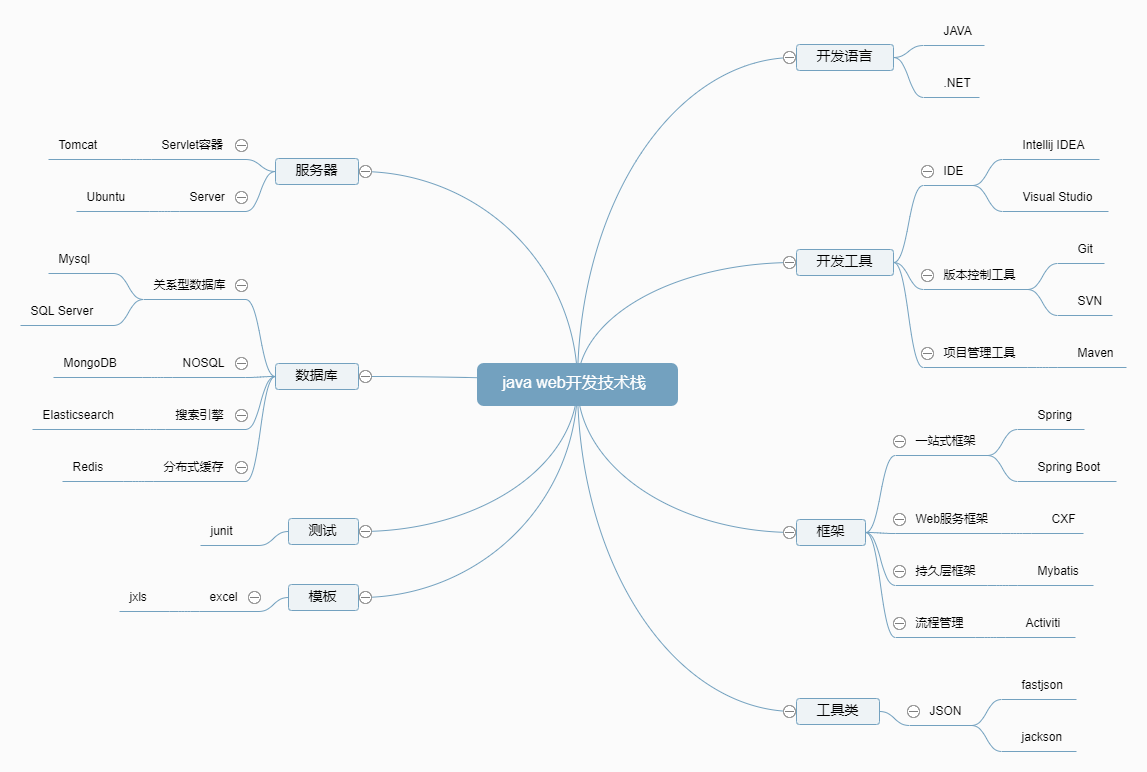 java web开发技术栈
开发语言
JAVA
.NET
开发工具
IDE
Intellij IDEA
Visual Studio
版本控制工具
Git
SVN
项目管理工具
Maven
框架
一站式框架
Spring
Spring Boot
Web服务框架
CXF
持久层框架
Mybatis
流程管理
Activiti
工具类
JSON
fastjson
jackson
服务器
Servlet容器
Tomcat
Server
Ubuntu
数据库
关系型数据库
Mysql
SQL Server
NOSQL
MongoDB
搜索引擎
Elasticsearch
分布式缓存
Redis
测试
junit
模板
excel
jxls